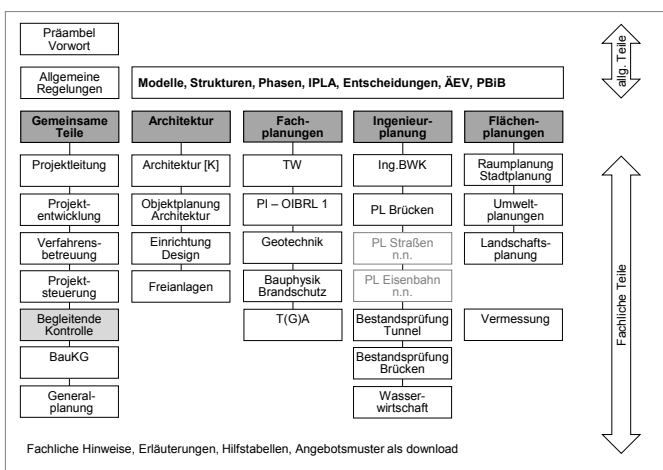 Präambel
Vorwort
allg. Teile
Allgemeine
Regelungen
Modelle, Strukturen, Phasen, IPLA, Entscheidungen, ÄEV, PBiB
Gemeinsame
Teile
Projektleitung
Projekt-
entwicklung
Verfahrens-
betreuung
Projekt-
steuerung
Begleitende
Kontrolle
BauKG
General-
planung
Architektur
Architektur [K]
Objektplanung
Architektur
Einrichtung
Design
Freianlagen
Fach-
planungen
TW
PI – OIBRL 1
Geotechnik
Bauphysik
Brandschutz
T(G)A
Ingenieur-
planung
Ing.BWK
PL Brücken
PL Straßen
n.n.
PL Eisenbahn
n.n.
Bestandsprüfung
Tunnel
Bestandsprüfung
Brücken
Wasser-
wirtschaft
Flächen-
planungen
Raumplanung
Stadtplanung
Umwelt-
planungen
Landschafts-
planung
Vermessung
Fachliche Teile
Fachliche Hinweise, Erläuterungen, Hilfstabellen, Angebotsmuster als download